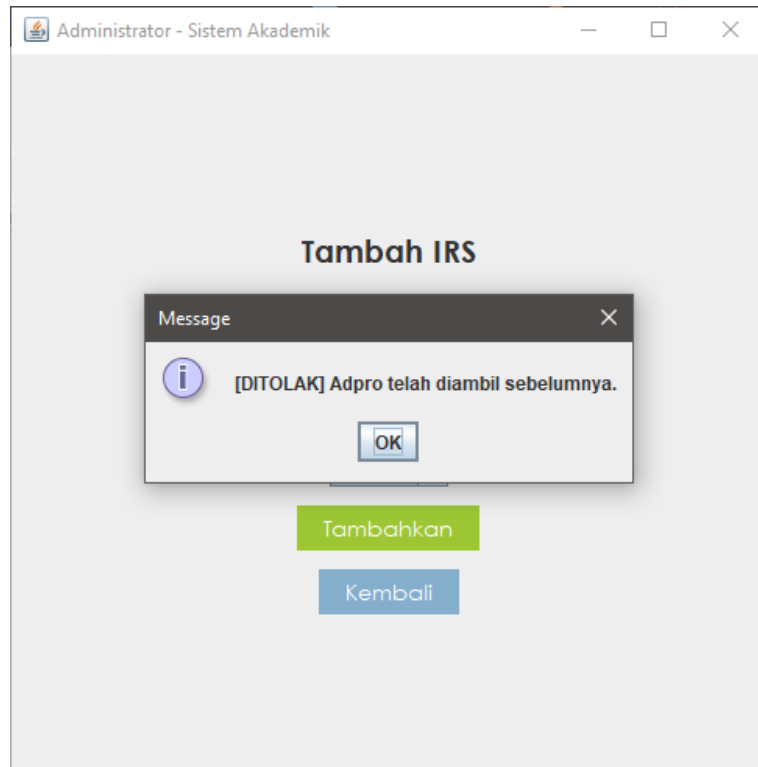 Administrator - Sistem Akademik
Tambah IRS
Message
[DITOLAK] Adpro telah diambil sebelumnya.
OK
Tambahkan
Kembali